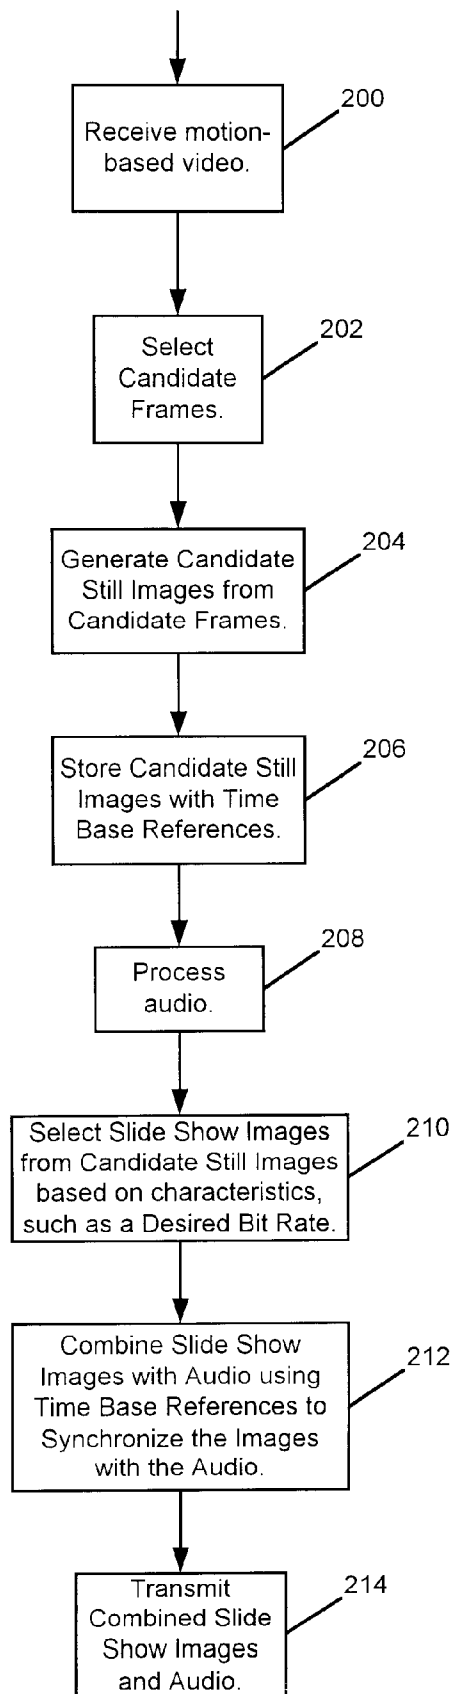 200
Receive motion-
based video.
202
Select
Candidate
Frames.
204
Generate Candidate
Still Images from
Candidate Frames.
206
Store Candidate Still
Images with Time
Base References.
208
Process
audio.
210
Select Slide Show Images
from Candidate Still Images
based on characteristics,
such as a Desired Bit Rate.
212
Combine Slide Show
Images with Audio using
Time Base References to
Synchronize the Images
with the Audio.
214
Transmit
Combined Slide
Show Images
and Audio.